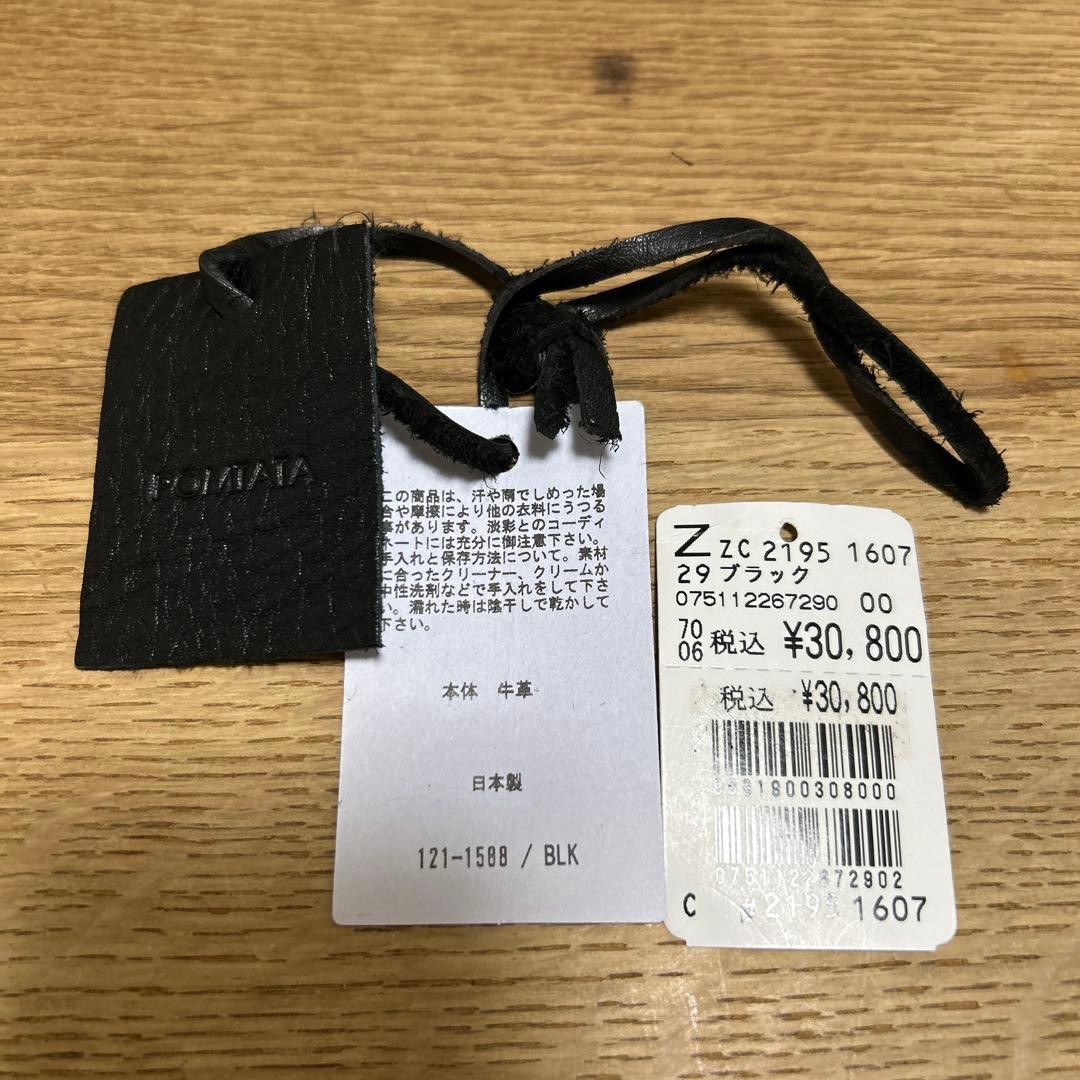 POMTATA
この商品は、汗や雨でしめった場
合や摩擦により他の衣料にうつる
事があります。淡彩とのコーディ
ネートには充分に御注意下さい。
手入れと保存方法について。素材
に合ったクリーナー、クリームか
中性洗剤などで手入れをして下さ
い。濡れた時は陰干しで乾かして
下さい。
本体 牛革
日本製
121-1588 / BLK
Z ZC 2195 1607
29 ブラック
075112267290 00
7006 税込 ¥30,800
税込 ¥30,800
9801900308000
0751122672902
C #2195 1607